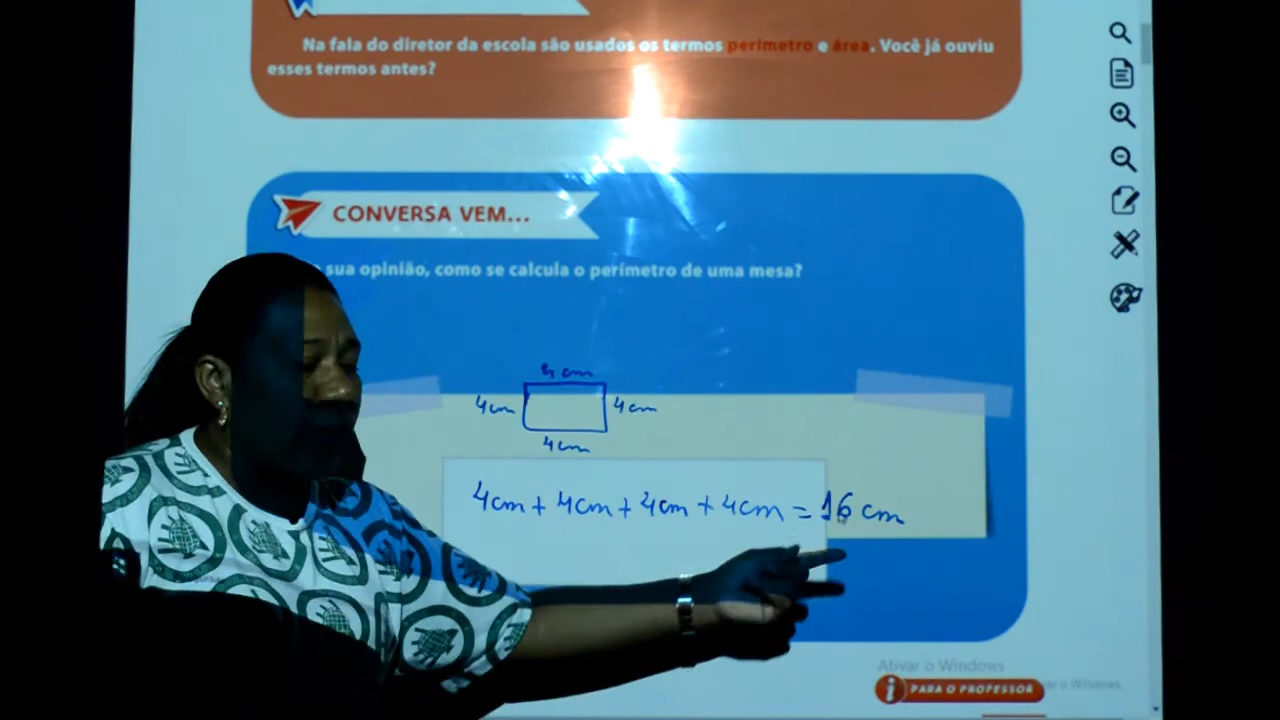 Na fala do diretor da escola são usados os termos perímetro e área. Você já ouviu
esses termos antes?
CONVERSA VEM...
sua opinião, como se calcula o perímetro de uma mesa?
4 cm
4cm 4cm
4cm
4cm + 4cm + 4cm + 4cm = 16 cm
Ativar o Windows
PARA O PROFESSOR